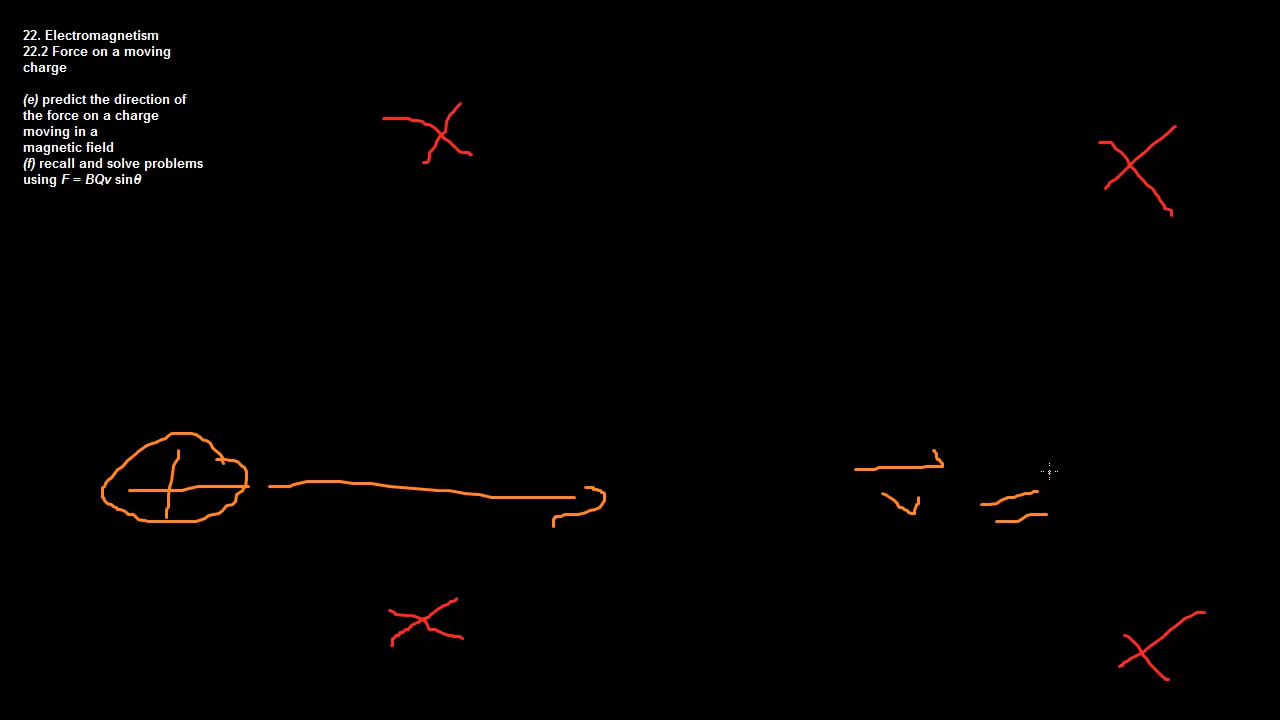 22. Electromagnetism
22.2 Force on a moving
charge
(e) predict the direction of
the force on a charge
moving in a
magnetic field
(f) recall and solve problems
using F = BQv sinθ
v =